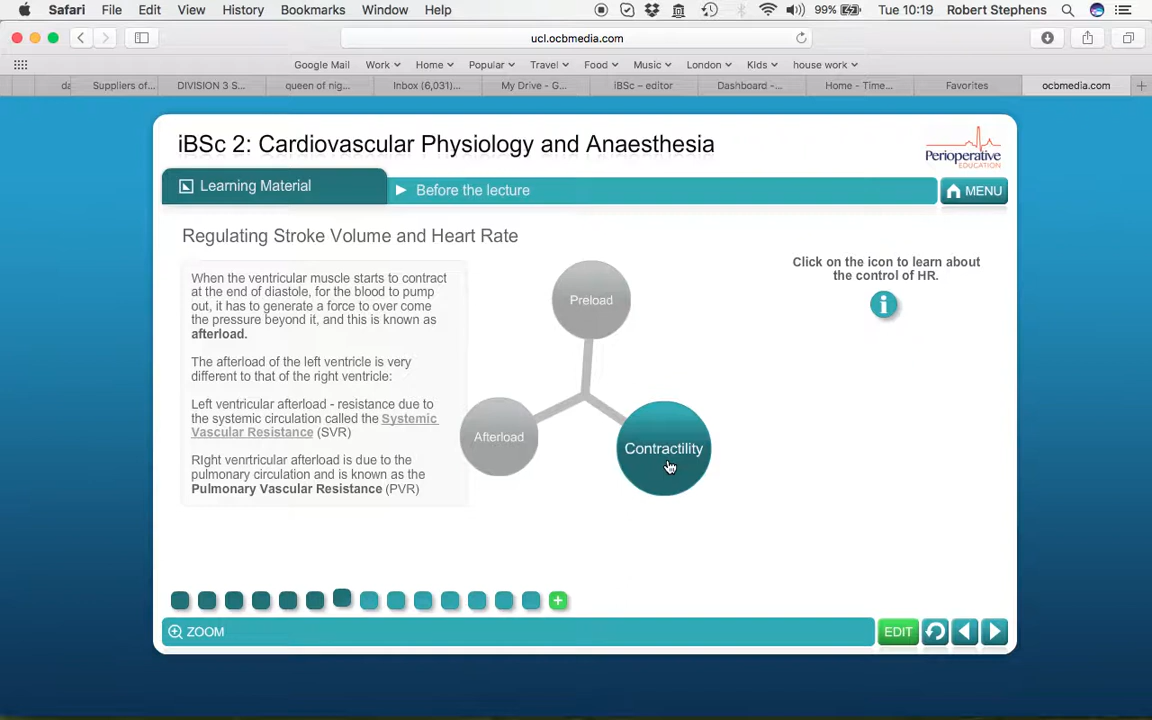 Safari File Edit View History Bookmarks Window Help 99% Tue 10:19 Robert Stephens
ucl.ocbmedia.com
Google Mail Work Home Popular Travel Food Music London KIds house work
da Suppliers of... DIVISION 3 S... queen of nig... Inbox (6,031)... My Drive - G... iBSc – editor Dashboard -... Home - Time... Favorites ocbmedia.com
iBSc 2: Cardiovascular Physiology and Anaesthesia
Perioperative
EDUCATION
Learning Material
Before the lecture
MENU
Regulating Stroke Volume and Heart Rate
When the ventricular muscle starts to contract
at the end of diastole, for the blood to pump
out, it has to generate a force to over come
the pressure beyond it, and this is known as
afterload.
The afterload of the left ventricle is very
different to that of the right ventricle:
Left ventricular afterload - resistance due to
the systemic circulation called the Systemic
Vascular Resistance (SVR)
RIght venrtricular afterload is due to the
pulmonary circulation and is known as the
Pulmonary Vascular Resistance (PVR)
Preload
Afterload
Contractility
Click on the icon to learn about
the control of HR.
i
+
ZOOM
EDIT